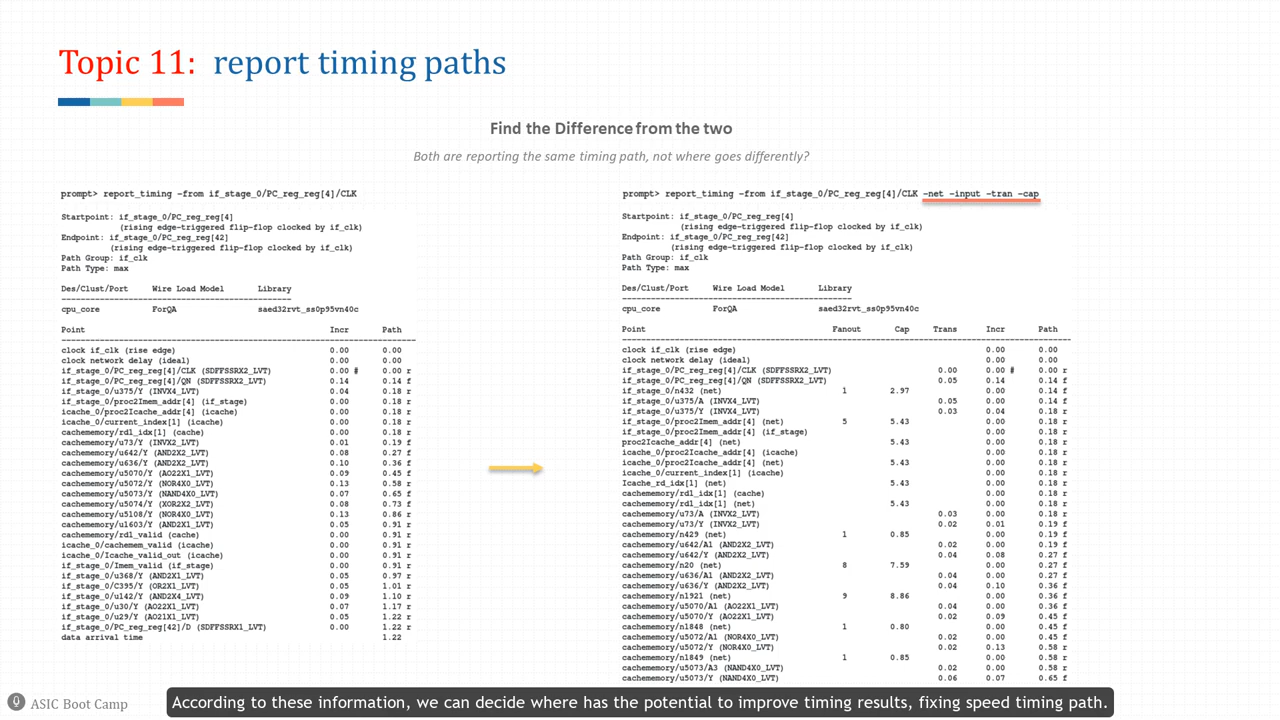 Topic 11: report timing paths
Find the Difference from the two
Both are reporting the same timing path, not where goes differently?
prompt> report_timing -from if_stage_0/PC_reg_reg[4]/CLK
Startpoint: if_stage_0/PC_reg_reg[4]
(rising edge-triggered flip-flop clocked by if_clk)
Endpoint: if_stage_0/PC_reg_reg[42]
(rising edge-triggered flip-flop clocked by if_clk)
Path Group: if_clk
Path Type: max
Des/Clust/Port Wire Load Model Library
cpu_core ForQA saed32rvt_ss0p95vn40c
Point Incr Path
clock if_clk (rise edge) 0.00 0.00
clock network delay (ideal) 0.00 0.00
if_stage_0/PC_reg_reg[4]/CLK (SDFFSSRX2_LVT) 0.00 # 0.00 r
if_stage_0/PC_reg_reg[4]/QN (SDFFSSRX2_LVT) 0.14 0.14 f
if_stage_0/u375/Y (INVX4_LVT) 0.04 0.18 r
if_stage_0/proc2Imem_addr[4] (if_stage) 0.00 0.18 r
icache_0/proc2Icache_addr[4] (icache) 0.00 0.18 r
icache_0/current_index[1] (icache) 0.00 0.18 r
cachememory/rd1_idx[1] (cache) 0.00 0.18 r
cachememory/u73/Y (INVX2_LVT) 0.01 0.19 f
cachememory/u642/Y (AND2X2_LVT) 0.08 0.27 f
cachememory/u636/Y (AND2X2_LVT) 0.10 0.36 f
cachememory/u5070/Y (AO22X1_LVT) 0.09 0.45 f
cachememory/u5072/Y (NOR4X0_LVT) 0.13 0.58 r
cachememory/u5073/Y (NAND4X0_LVT) 0.07 0.65 f
cachememory/u5074/Y (XOR2X2_LVT) 0.08 0.73 f
cachememory/u5108/Y (NOR4X0_LVT) 0.13 0.86 r
cachememory/u1603/Y (AND2X1_LVT) 0.05 0.91 r
cachememory/rd1_valid (cache) 0.00 0.91 r
icache_0/cachemem_valid (icache) 0.00 0.91 r
icache_0/Icache_valid_out (icache) 0.00 0.91 r
if_stage_0/Imem_valid (if_stage) 0.00 0.91 r
if_stage_0/u368/Y (AND2X1_LVT) 0.05 0.97 r
if_stage_0/C395/Y (OR2X1_LVT) 0.05 1.01 r
if_stage_0/u142/Y (AND2X4_LVT) 0.09 1.10 r
if_stage_0/u30/Y (AO22X1_LVT) 0.07 1.17 r
if_stage_0/u29/Y (AO21X1_LVT) 0.05 1.22 r
if_stage_0/PC_reg_reg[42]/D (SDFFSSRX1_LVT) 0.00 1.22 r
data arrival time 1.22
prompt> report_timing -from if_stage_0/PC_reg_reg[4]/CLK -net -input -tran -cap
Startpoint: if_stage_0/PC_reg_reg[4]
(rising edge-triggered flip-flop clocked by if_clk)
Endpoint: if_stage_0/PC_reg_reg[42]
(rising edge-triggered flip-flop clocked by if_clk)
Path Group: if_clk
Path Type: max
Des/Clust/Port Wire Load Model Library
cpu_core ForQA saed32rvt_ss0p95vn40c
Point Fanout Cap Trans Incr Path
clock if_clk (rise edge) 0.00 0.00
clock network delay (ideal) 0.00 0.00
if_stage_0/PC_reg_reg[4]/CLK (SDFFSSRX2_LVT) 0.00 0.00 # 0.00 r
if_stage_0/PC_reg_reg[4]/QN (SDFFSSRX2_LVT) 0.05 0.14 0.14 f
if_stage_0/n432 (net) 1 2.97 0.00 0.14 f
if_stage_0/u375/A (INVX4_LVT) 0.05 0.00 0.14 f
if_stage_0/u375/Y (INVX4_LVT) 0.03 0.04 0.18 r
if_stage_0/proc2Imem_addr[4] (net) 5 5.43 0.00 0.18 r
if_stage_0/proc2Imem_addr[4] (if_stage) 0.00 0.18 r
proc2Icache_addr[4] (net) 5.43 0.00 0.18 r
icache_0/proc2Icache_addr[4] (icache) 0.00 0.18 r
icache_0/proc2Icache_addr[4] (net) 5.43 0.00 0.18 r
icache_0/current_index[1] (icache) 0.00 0.18 r
Icache_rd_idx[1] (net) 5.43 0.00 0.18 r
cachememory/rd1_idx[1] (cache) 0.00 0.18 r
cachememory/rd1_idx[1] (net) 5.43 0.00 0.18 r
cachememory/u73/A (INVX2_LVT) 0.03 0.00 0.18 r
cachememory/u73/Y (INVX2_LVT) 0.02 0.01 0.19 f
cachememory/n429 (net) 1 0.85 0.00 0.19 f
cachememory/u642/A1 (AND2X2_LVT) 0.02 0.00 0.19 f
cachememory/u642/Y (AND2X2_LVT) 0.04 0.08 0.27 f
cachememory/n20 (net) 8 7.59 0.00 0.27 f
cachememory/u636/A1 (AND2X2_LVT) 0.04 0.00 0.27 f
cachememory/u636/Y (AND2X2_LVT) 0.04 0.10 0.36 f
cachememory/n1921 (net) 9 8.86 0.00 0.36 f
cachememory/u5070/A1 (AO22X1_LVT) 0.04 0.00 0.36 f
cachememory/u5070/Y (AO22X1_LVT) 0.02 0.09 0.45 f
cachememory/n1848 (net) 1 0.80 0.00 0.45 f
cachememory/u5072/A1 (NOR4X0_LVT) 0.02 0.00 0.45 f
cachememory/u5072/Y (NOR4X0_LVT) 0.02 0.13 0.58 r
cachememory/n1849 (net) 1 0.85 0.00 0.58 r
cachememory/u5073/A3 (NAND4X0_LVT) 0.02 0.00 0.58 r
cachememory/u5073/Y (NAND4X0_LVT) 0.06 0.07 0.65 f
ASIC Boot Camp
According to these information, we can decide where has the potential to improve timing results, fixing speed timing path.